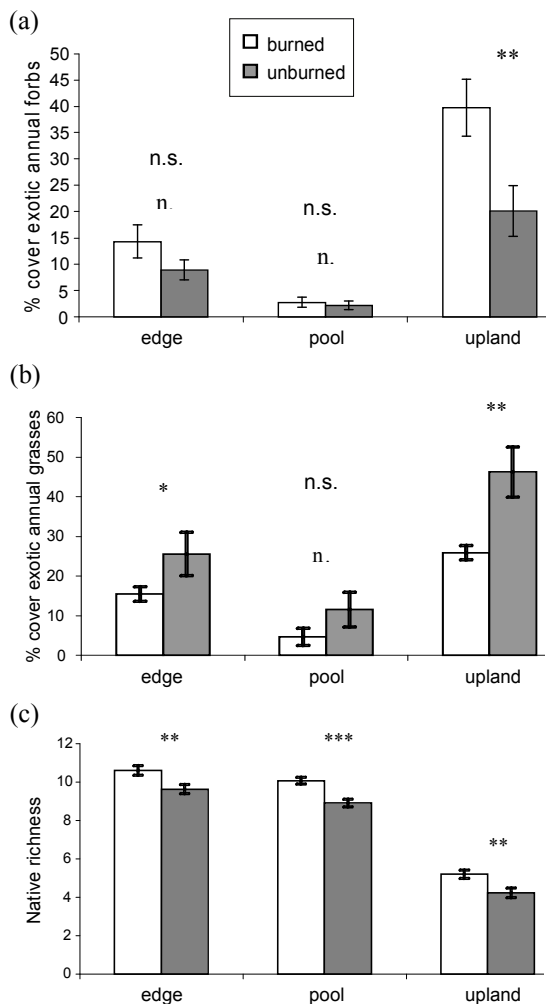 (a)
burned
unburned
% cover exotic annual forbs
50
45
40
35
30
25
20
15
10
5
0
n.s.
n.
n.s.
n.
**
edge pool upland
(b)
% cover exotic annual grasses
60
50
40
30
20
10
0
*
n.s.
n.
**
edge pool upland
(c)
Native richness
12
10
8
6
4
2
0
**
***
**
edge pool upland